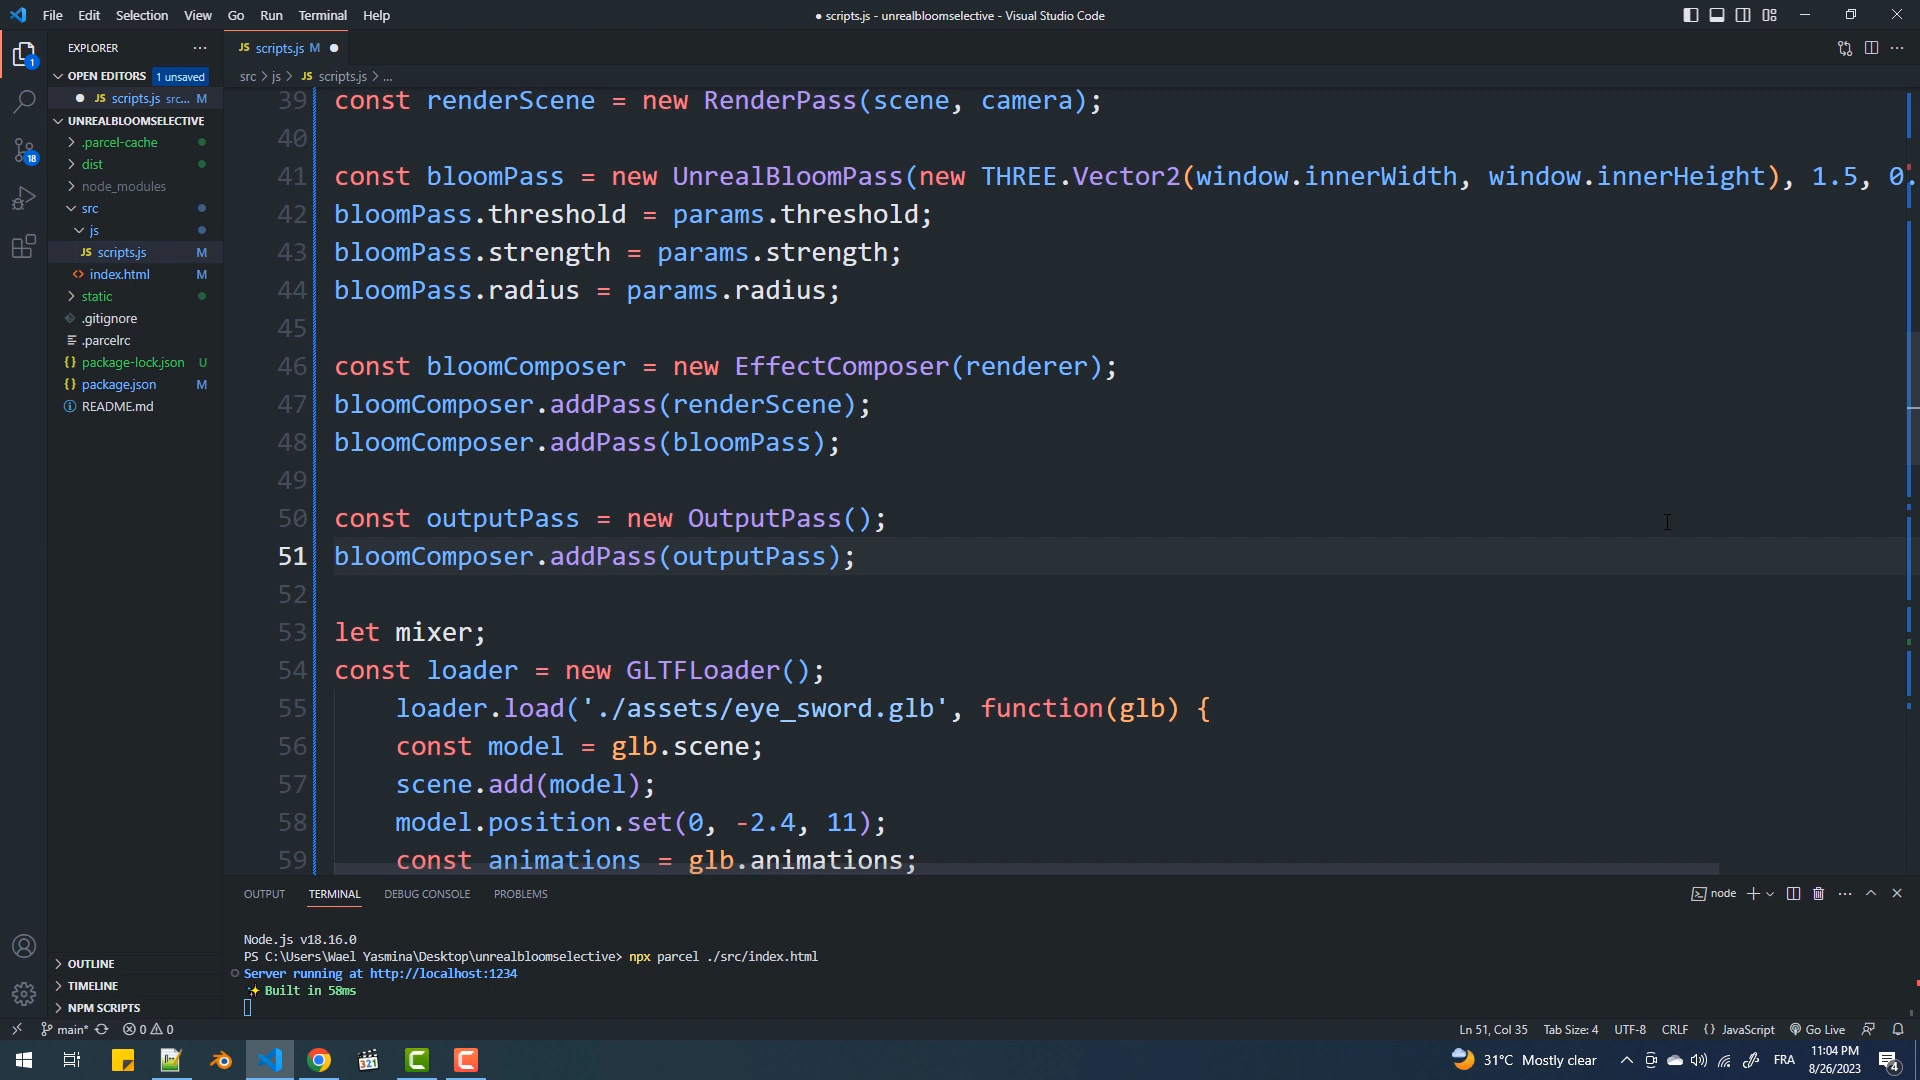 File Edit Selection View Go Run Terminal Help
● scripts.js - unrealbloomselective - Visual Studio Code
EXPLORER
OPEN EDITORS 1 unsaved
JS scripts.js src... M
UNREALBLOOMSELECTIVE
.parcel-cache
dist
node_modules
src
js
JS scripts.js M
index.html M
static
.gitignore
.parcelrc
package-lock.json U
package.json M
README.md
OUTLINE
TIMELINE
NPM SCRIPTS
1
18
JS scripts.js M
src > js > JS scripts.js > ...
39 const renderScene = new RenderPass(scene, camera);
40
41 const bloomPass = new UnrealBloomPass(new THREE.Vector2(window.innerWidth, window.innerHeight), 1.5, 0.
42 bloomPass.threshold = params.threshold;
43 bloomPass.strength = params.strength;
44 bloomPass.radius = params.radius;
45
46 const bloomComposer = new EffectComposer(renderer);
47 bloomComposer.addPass(renderScene);
48 bloomComposer.addPass(bloomPass);
49
50 const outputPass = new OutputPass();
51 bloomComposer.addPass(outputPass);
52
53 let mixer;
54 const loader = new GLTFLoader();
55 loader.load('./assets/eye_sword.glb', function(glb) {
56 const model = glb.scene;
57 scene.add(model);
58 model.position.set(0, -2.4, 11);
59 const animations = glb.animations;
OUTPUT TERMINAL DEBUG CONSOLE PROBLEMS
node
Node.js v18.16.0
PS C:\Users\Wael Yasmina\Desktop\unrealbloomselective> npx parcel ./src/index.html
Server running at http://localhost:1234
✨ Built in 58ms
main* 0 0
Ln 51, Col 35 Tab Size: 4 UTF-8 CRLF {} JavaScript Go Live
321
31°C Mostly clear
FRA
11:04 PM
8/26/2023
4